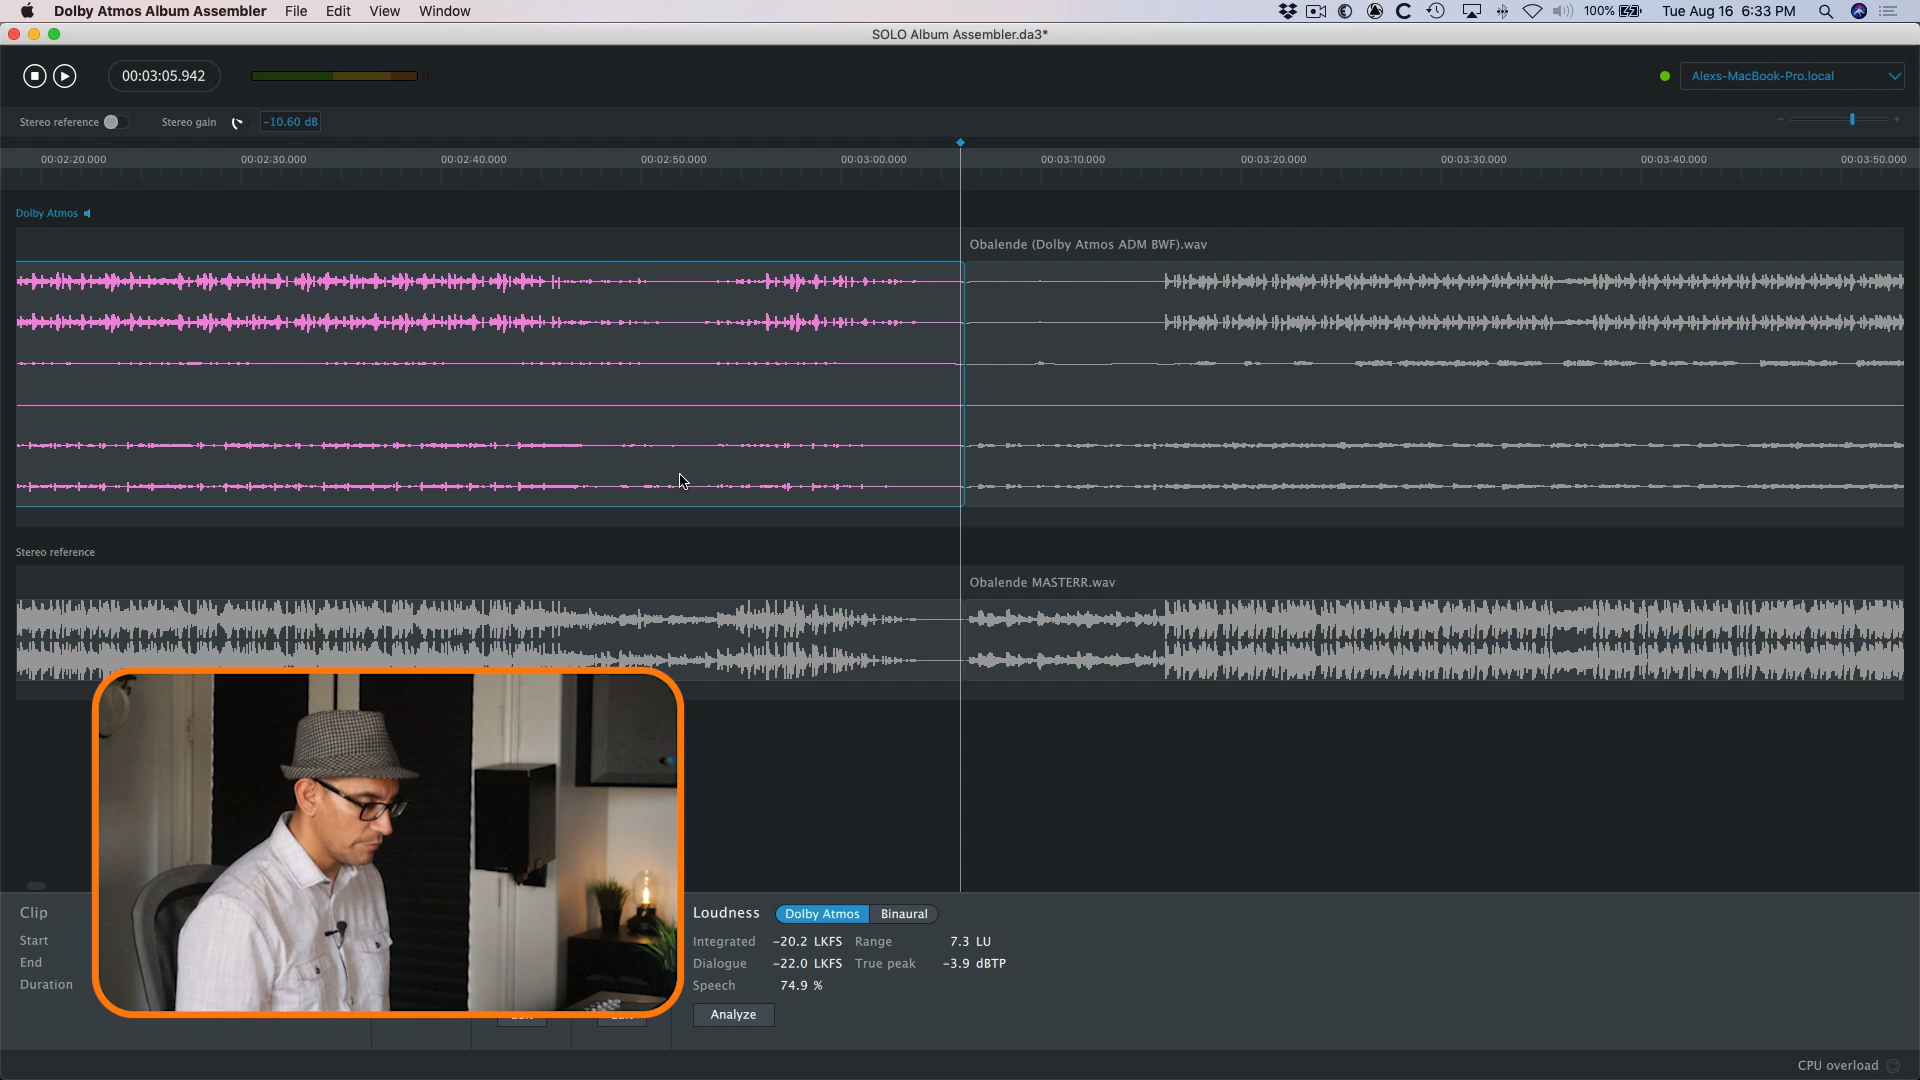 Dolby Atmos Album Assembler File Edit View Window 100% Tue Aug 16 6:33 PM
SOLO Album Assembler.da3*
00:03:05.942 Alexs-MacBook-Pro.local
Stereo reference Stereo gain -10.60 dB
00:02:20.000 00:02:30.000 00:02:40.000 00:02:50.000 00:03:00.000 00:03:10.000 00:03:20.000 00:03:30.000 00:03:40.000 00:03:50.000
Dolby Atmos
Obalende (Dolby Atmos ADM BWF).wav
Stereo reference
Obalende MASTERR.wav
Clip Loudness Dolby Atmos Binaural
Start Integrated -20.2 LKFS Range 7.3 LU
End Dialogue -22.0 LKFS True peak -3.9 dBTP
Duration Speech 74.9 %
Analyze
CPU overload